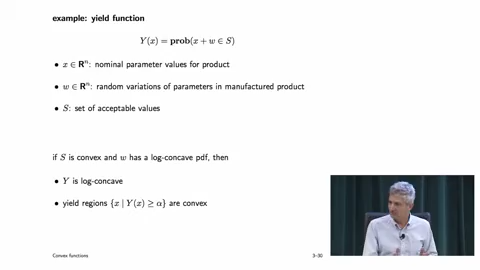 example: yield function
Y(x) = prob(x + w ∈ S)
• x ∈ Rⁿ: nominal parameter values for product
• w ∈ Rⁿ: random variations of parameters in manufactured product
• S: set of acceptable values
if S is convex and w has a log-concave pdf, then
• Y is log-concave
• yield regions {x | Y(x) ≥ α} are convex
Convex functions
3–30